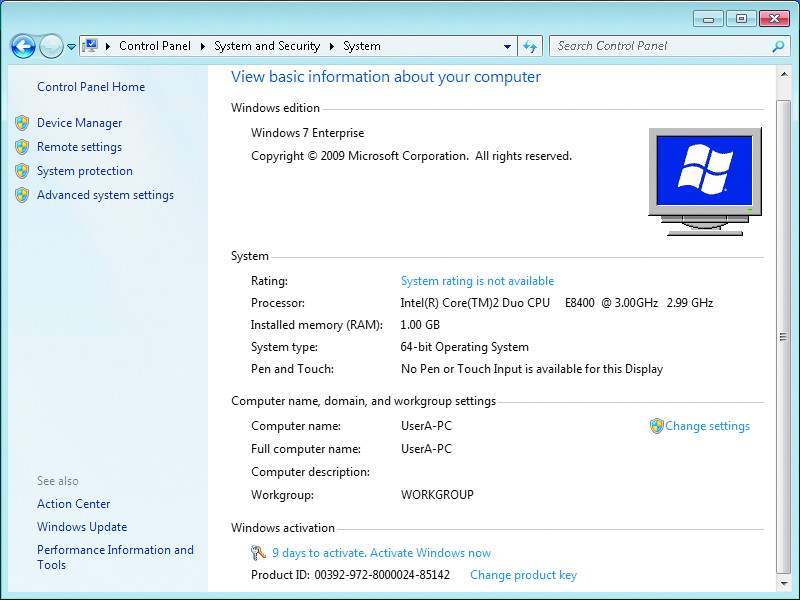 Control Panel ▸ System and Security ▸ System
Search Control Panel
Control Panel Home
Device Manager
Remote settings
System protection
Advanced system settings
See also
Action Center
Windows Update
Performance Information and
Tools
View basic information about your computer
Windows edition
Windows 7 Enterprise
Copyright © 2009 Microsoft Corporation. All rights reserved.
System
Rating: System rating is not available
Processor: Intel(R) Core(TM)2 Duo CPU E8400 @ 3.00GHz 2.99 GHz
Installed memory (RAM): 1.00 GB
System type: 64-bit Operating System
Pen and Touch: No Pen or Touch Input is available for this Display
Computer name, domain, and workgroup settings
Computer name: UserA-PC Change settings
Full computer name: UserA-PC
Computer description:
Workgroup: WORKGROUP
Windows activation
9 days to activate. Activate Windows now
Product ID: 00392-972-8000024-85142 Change product key